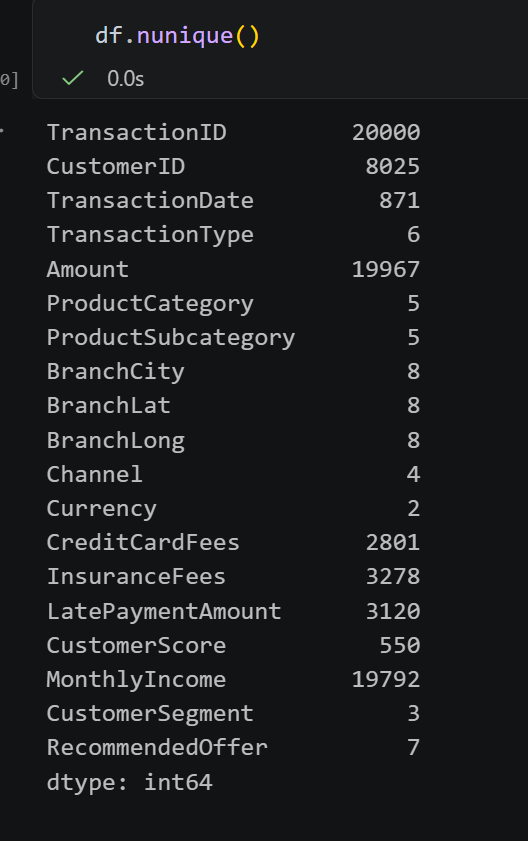 df.nunique()
0] 0.0s
TransactionID 20000
CustomerID 8025
TransactionDate 871
TransactionType 6
Amount 19967
ProductCategory 5
ProductSubcategory 5
BranchCity 8
BranchLat 8
BranchLong 8
Channel 4
Currency 2
CreditCardFees 2801
InsuranceFees 3278
LatePaymentAmount 3120
CustomerScore 550
MonthlyIncome 19792
CustomerSegment 3
RecommendedOffer 7
dtype: int64